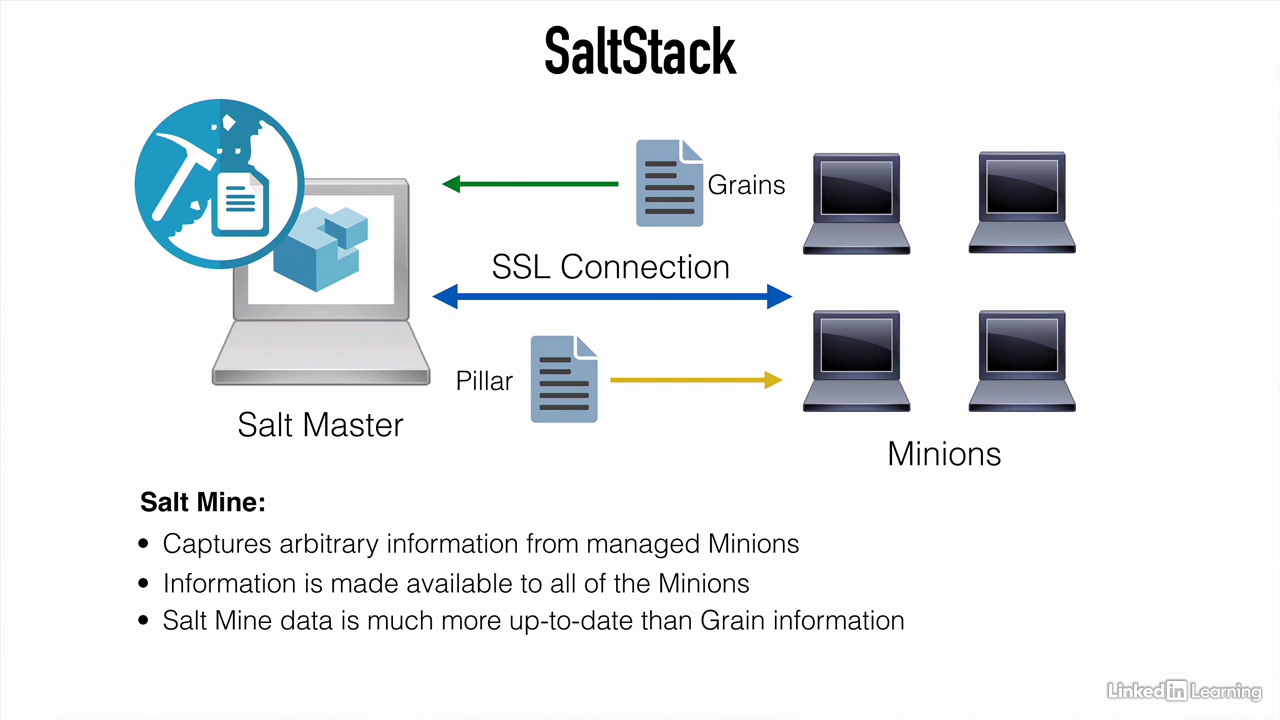 SaltStack
Grains
SSL Connection
Pillar
Salt Master
Minions
Salt Mine:
• Captures arbitrary information from managed Minions
• Information is made available to all of the Minions
• Salt Mine data is much more up-to-date than Grain information
Linked in Learning